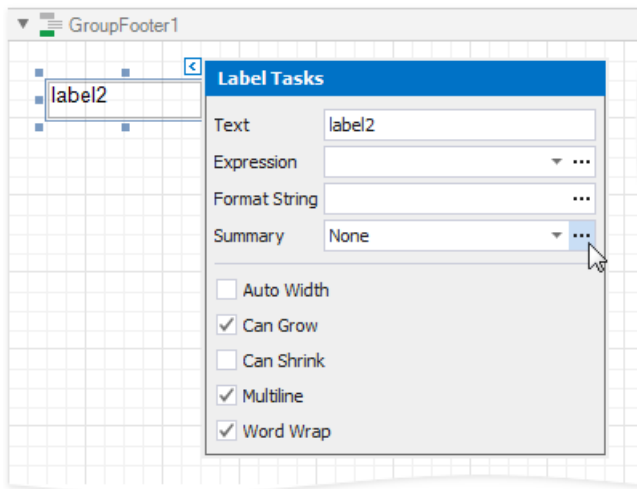 GroupFooter1
label2
Label Tasks
Text label2
Expression
Format String
Summary None
Auto Width
Can Grow
Can Shrink
Multiline
Word Wrap